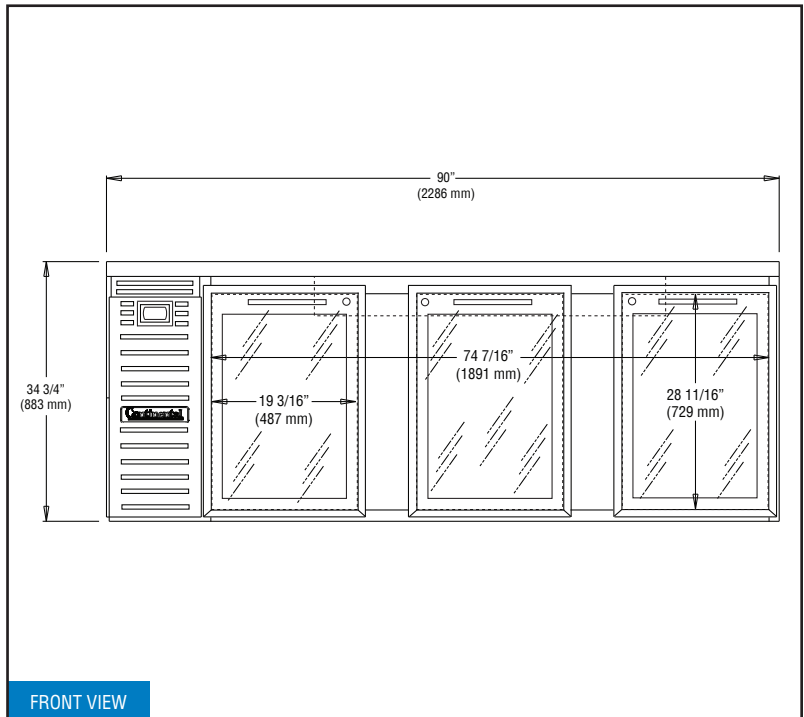 90”
(2286 mm)
34 3/4”
(883 mm)
74 7/16”
(1891 mm)
19 3/16”
(487 mm)
28 11/16”
(729 mm)
Continental
FRONT VIEW